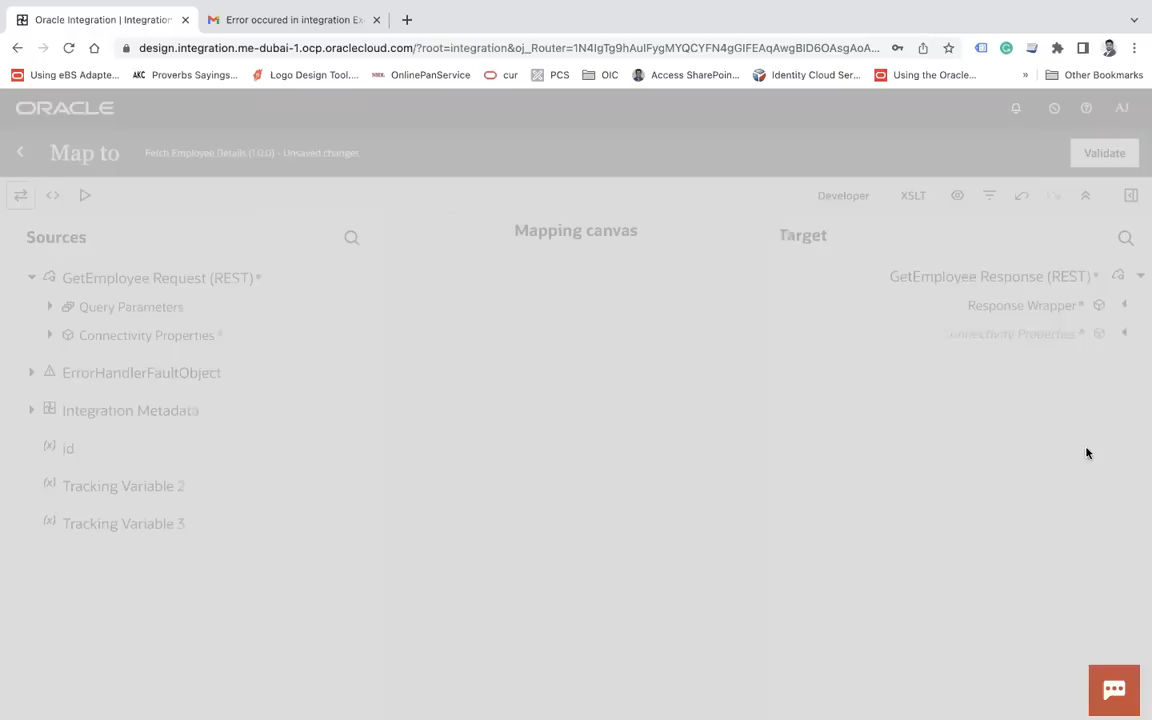 Oracle Integration | Integration
Error occured in integration Ex
design.integration.me-dubai-1.ocp.oraclecloud.com/?root=integration&oj_Router=1N4IgTg9hAuIFygMYQCYFN4gGIFEAqAwgBID6OAsgAoA...
Using eBS Adapte...
AKC Proverbs Sayings...
Logo Design Tool....
OnlinePanService
cur
PCS
OIC
Access SharePoin...
Identity Cloud Ser...
Using the Oracle...
»
Other Bookmarks
ORACLE
AJ
Map to
Fetch Employee Details (1.0.0) - Unsaved changes
Validate
Developer
XSLT
Sources
Mapping canvas
Target
GetEmployee Request (REST)*
GetEmployee Response (REST)*
Query Parameters
Response Wrapper*
Connectivity Properties*
Connectivity Properties*
ErrorHandlerFaultObject
Integration Metadata
(x) id
(x) Tracking Variable 2
(x) Tracking Variable 3